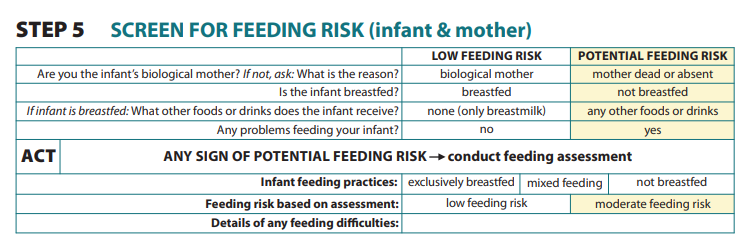 STEP 5 SCREEN FOR FEEDING RISK (infant & mother)
LOW FEEDING RISK POTENTIAL FEEDING RISK
Are you the infant's biological mother? If not, ask: What is the reason? biological mother mother dead or absent
Is the infant breastfed? breastfed not breastfed
If infant is breastfed: What other foods or drinks does the infant receive? none (only breastmilk) any other foods or drinks
Any problems feeding your infant? no yes
ACT ANY SIGN OF POTENTIAL FEEDING RISK → conduct feeding assessment
Infant feeding practices: exclusively breastfed mixed feeding not breastfed
Feeding risk based on assessment: low feeding risk moderate feeding risk
Details of any feeding difficulties: